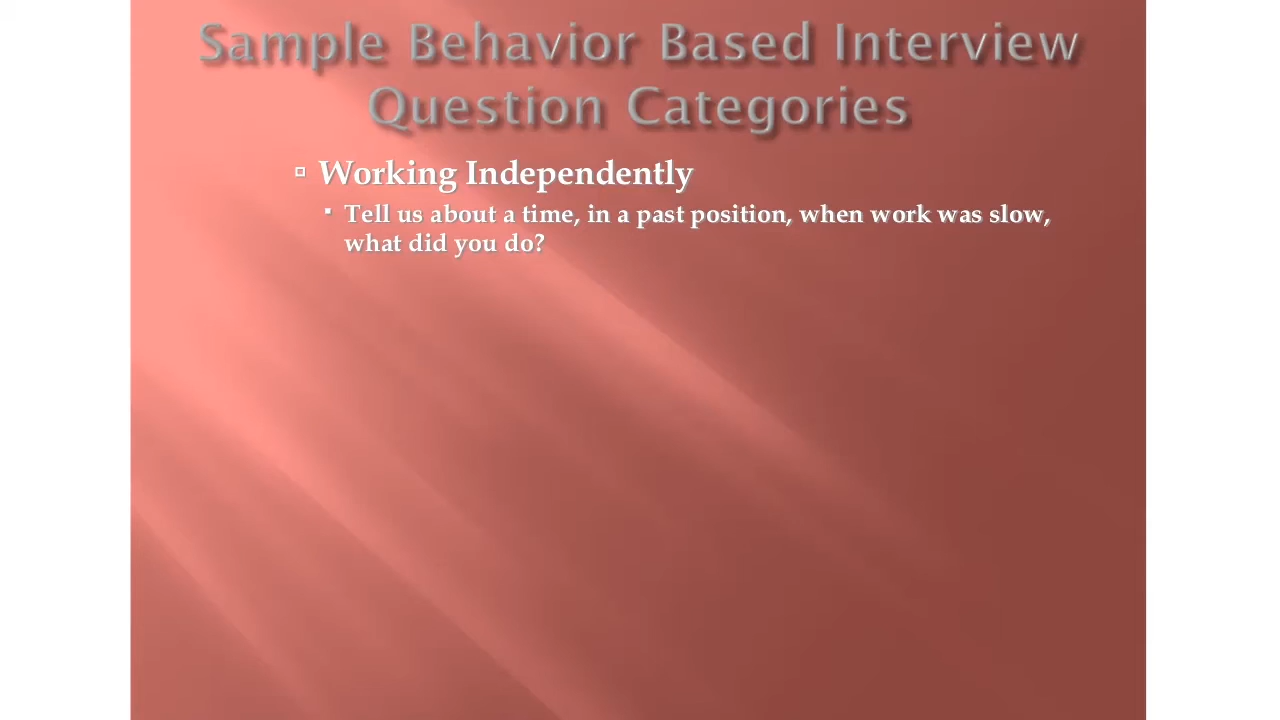 Sample Behavior Based Interview
Question Categories
Working Independently
Tell us about a time, in a past position, when work was slow,
what did you do?